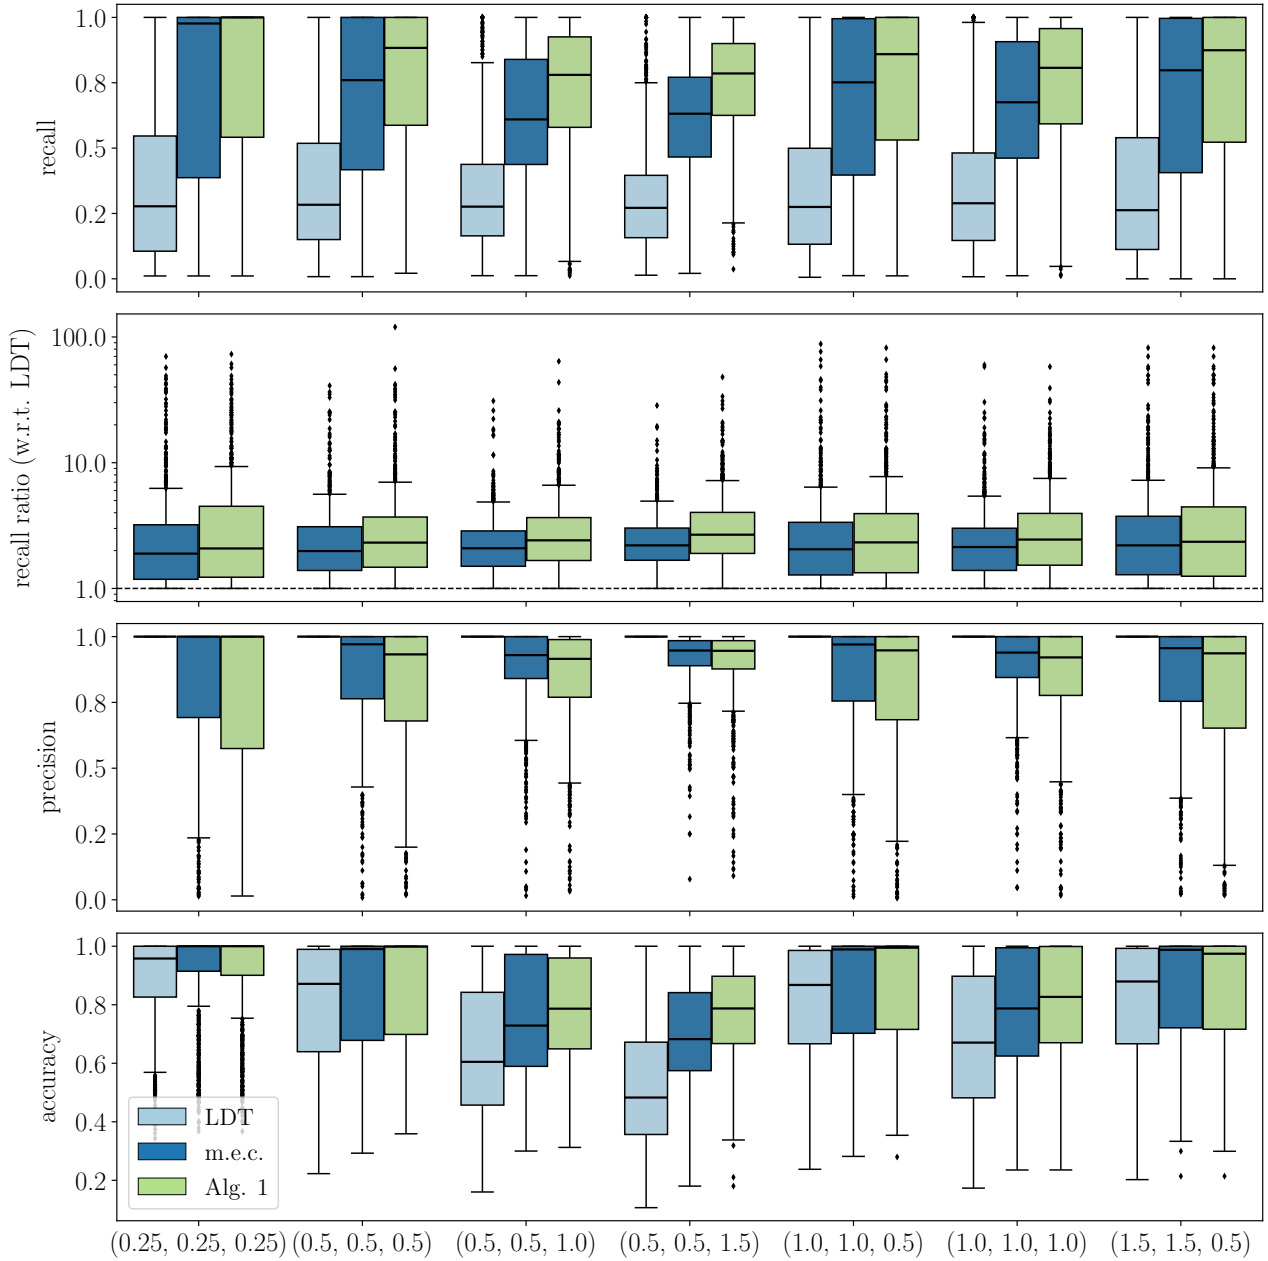 1.0
0.8
0.5
0.2
0.0
recall
100.0
10.0
1.0
recall ratio (w.r.t. LDT)
1.0
0.8
0.5
0.2
0.0
precision
1.0
0.8
0.6
0.4
0.2
accuracy
LDT
m.e.c.
Alg. 1
(0.25, 0.25, 0.25) (0.5, 0.5, 0.5) (0.5, 0.5, 1.0) (0.5, 0.5, 1.5) (1.0, 1.0, 0.5) (1.0, 1.0, 1.0) (1.5, 1.5, 0.5)